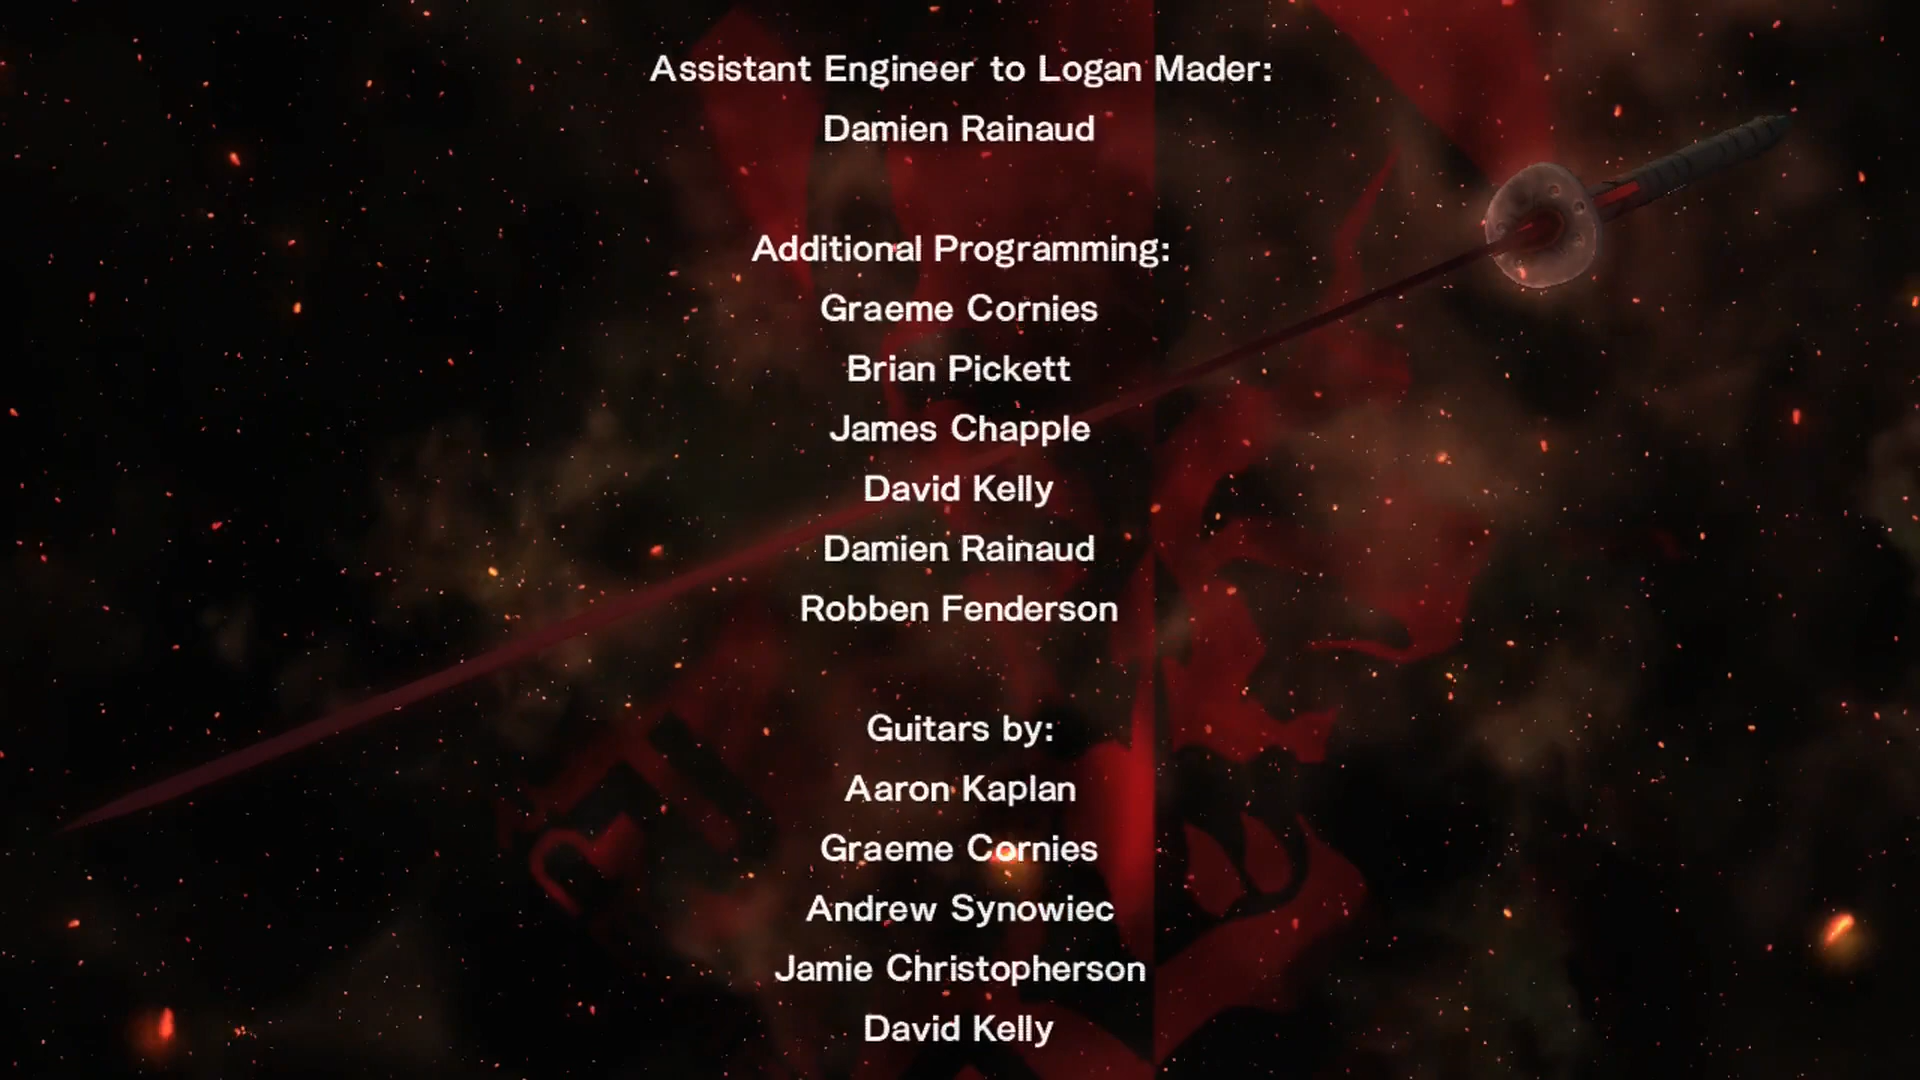 Assistant Engineer to Logan Mader:
Damien Rainaud
Additional Programming:
Graeme Cornies
Brian Pickett
James Chapple
David Kelly
Damien Rainaud
Robben Fenderson
Guitars by:
Aaron Kaplan
Graeme Cornies
Andrew Synowiec
Jamie Christopherson
David Kelly